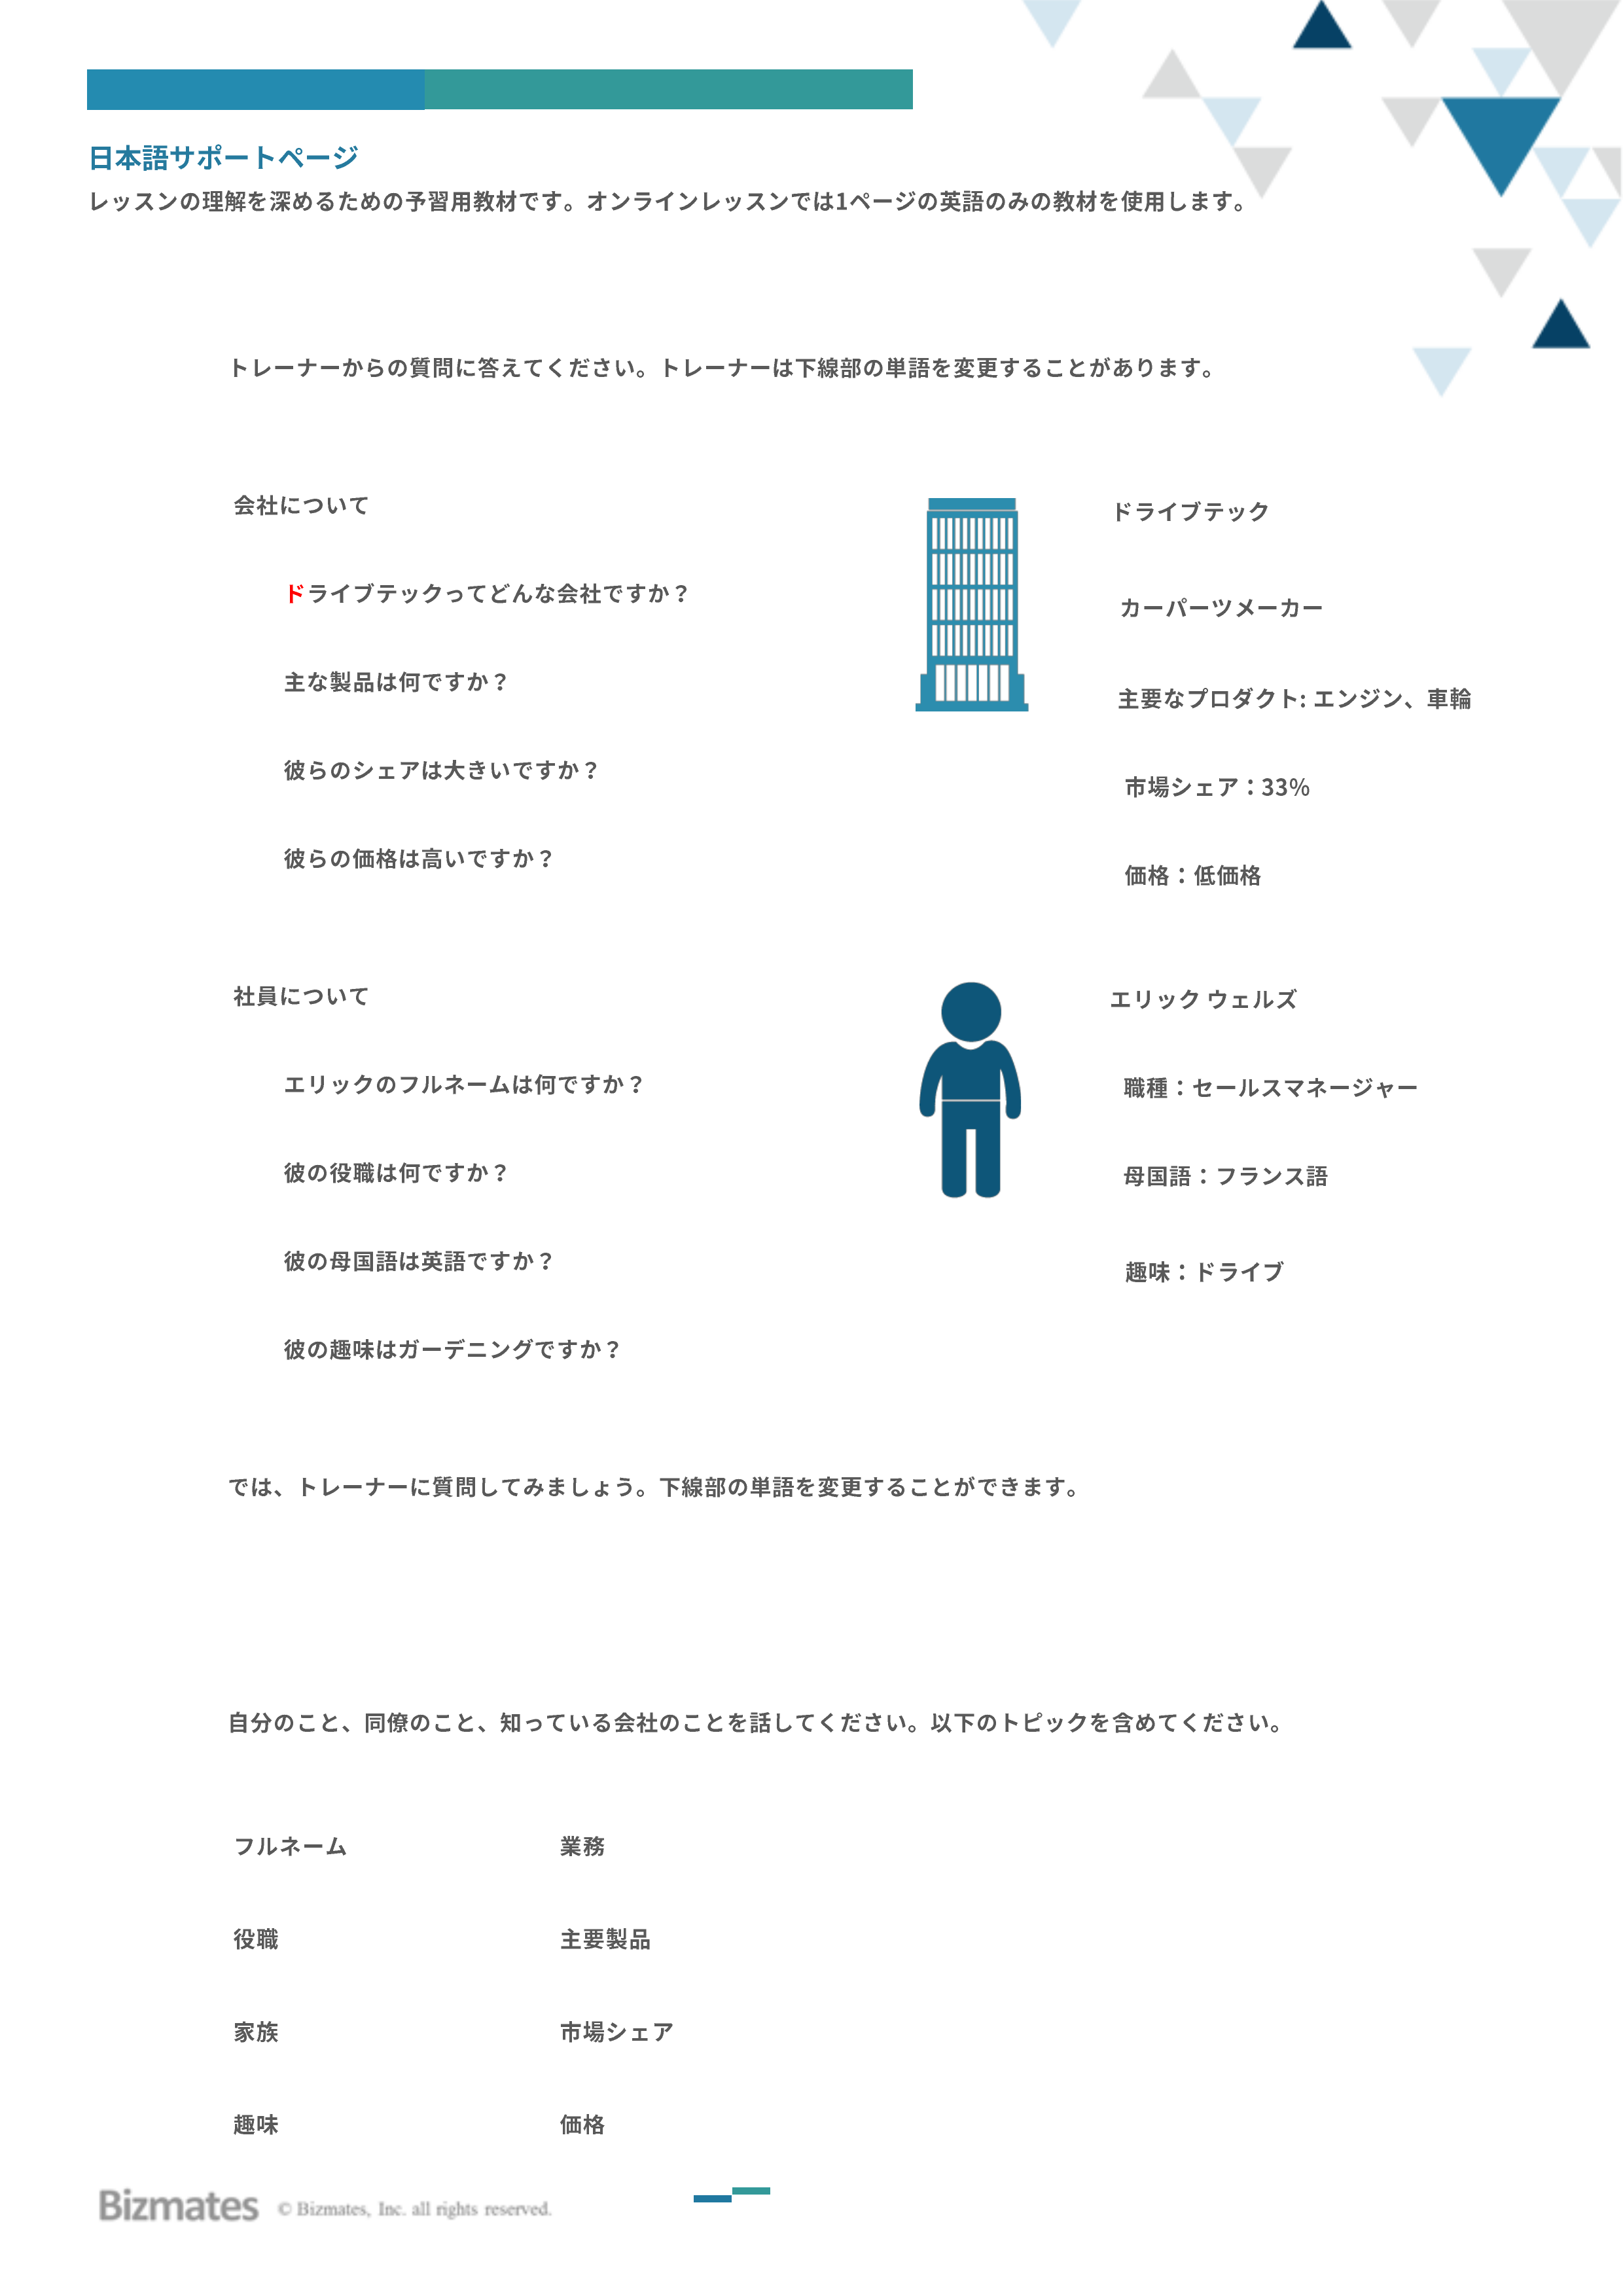 日本語サポートページ
レッスンの理解を深めるための予習用教材です。オンラインレッスンでは1ページの英語のみの教材を使用します。
トレーナーからの質問に答えてください。トレーナーは下線部の単語を変更することがあります。
会社について
ドライブテックってどんな会社ですか？
主な製品は何ですか？
彼らのシェアは大きいですか？
彼らの価格は高いですか？
ドライブテック
カーパーツメーカー
主要なプロダクト: エンジン、車輪
市場シェア：33%
価格：低価格
社員について
エリックのフルネームは何ですか？
彼の役職は何ですか？
彼の母国語は英語ですか？
彼の趣味はガーデニングですか？
エリック ウェルズ
職種：セールスマネージャー
母国語：フランス語
趣味：ドライブ
では、トレーナーに質問してみましょう。下線部の単語を変更することができます。
自分のこと、同僚のこと、知っている会社のことを話してください。以下のトピックを含めてください。
フルネーム
役職
家族
趣味
業務
主要製品
市場シェア
価格
Bizmates © Bizmates, Inc. all rights reserved.